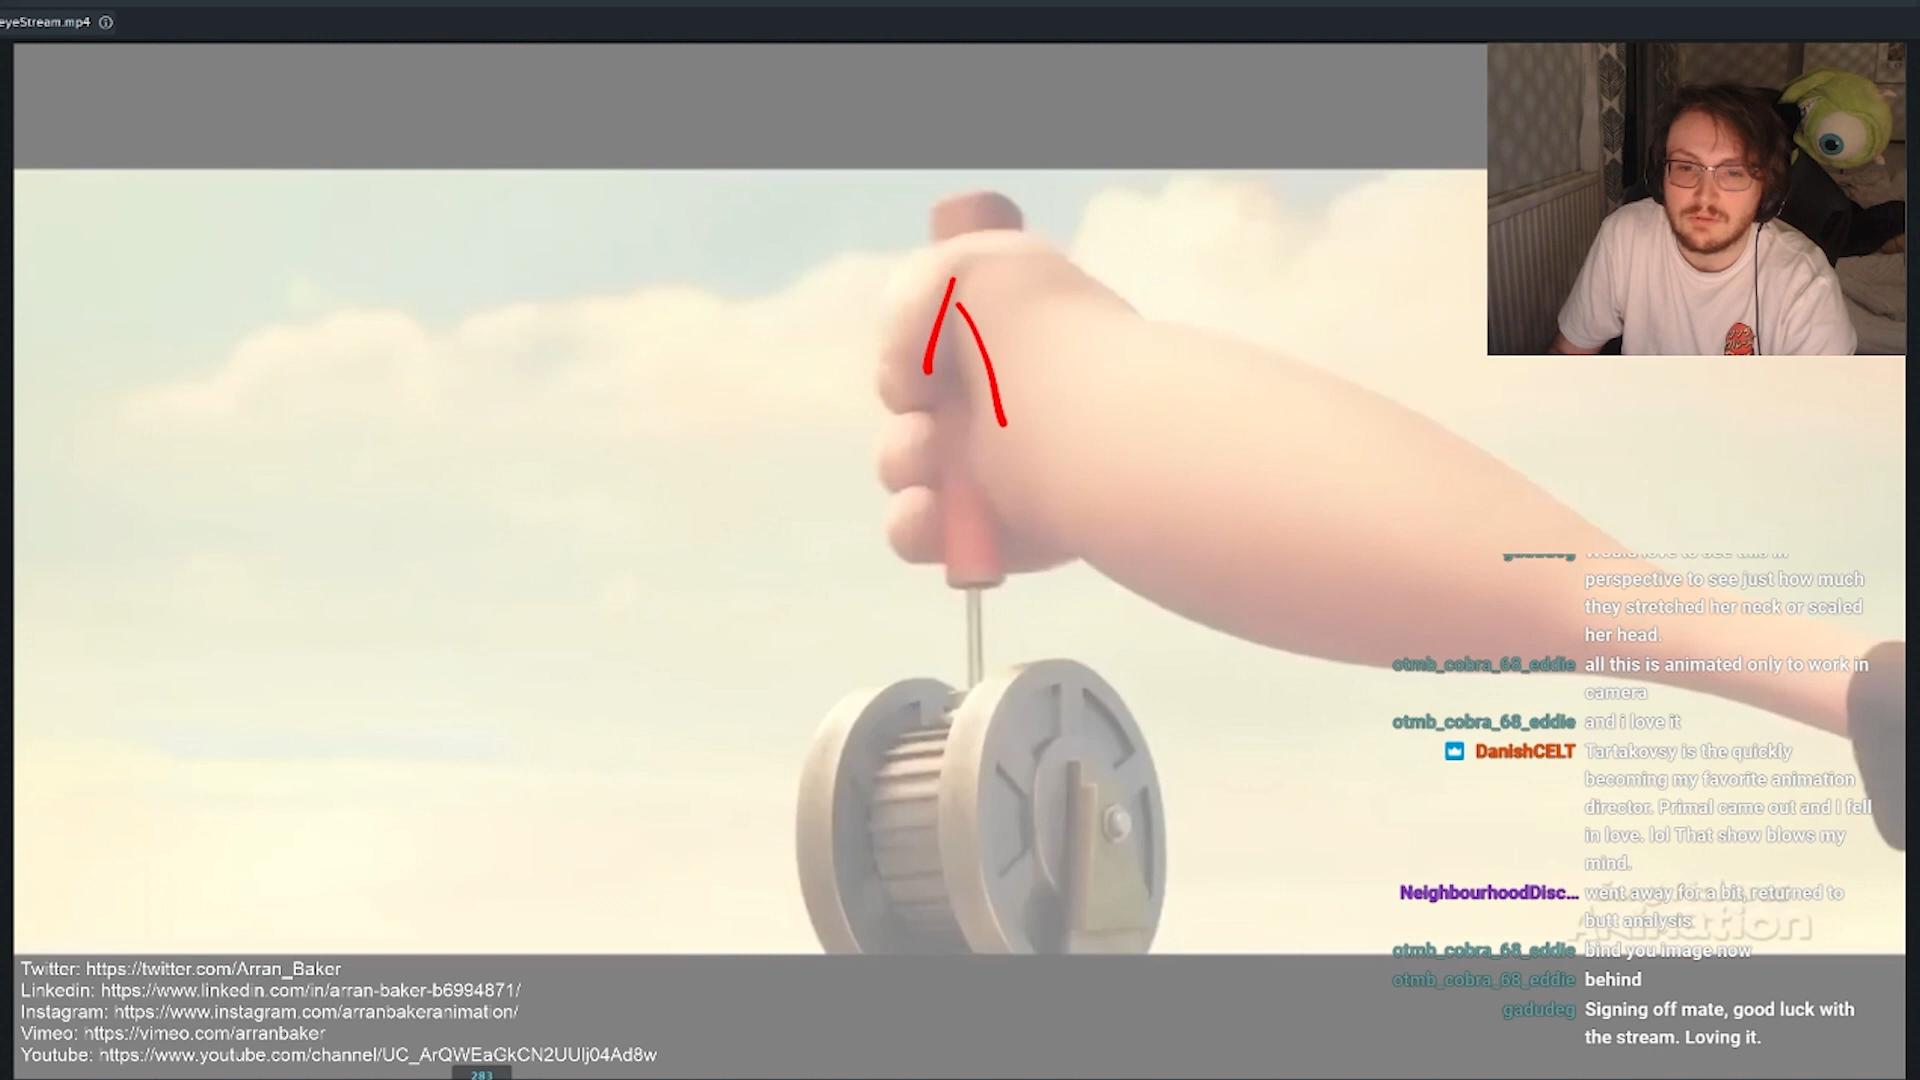 eyeStream.mp4
perspective to see just how much
they stretched her neck or scaled
her head.
otmb_cobra_68_eddie all this is animated only to work in
camera
otmb_cobra_68_eddie and i love it
DanishCELT Tartakovsy is the quickly
becoming my favorite animation
director. Primal came out and I fell
in love. lol That show blows my
mind.
NeighbourhoodDisc... went away for a bit, returned to
butt analysis
Animation
otmb_cobra_68_eddie bind you image now
otmb_cobra_68_eddie behind
gadudeg Signing off mate, good luck with
the stream. Loving it.
Twitter: https://twitter.com/Arran_Baker
Linkedin: https://www.linkedin.com/in/arran-baker-b6994871/
Instagram: https://www.instagram.com/arranbakeranimation/
Vimeo: https://vimeo.com/arranbaker
Youtube: https://www.youtube.com/channel/UC_ArQWEaGkCN2UUIj04Ad8w
283